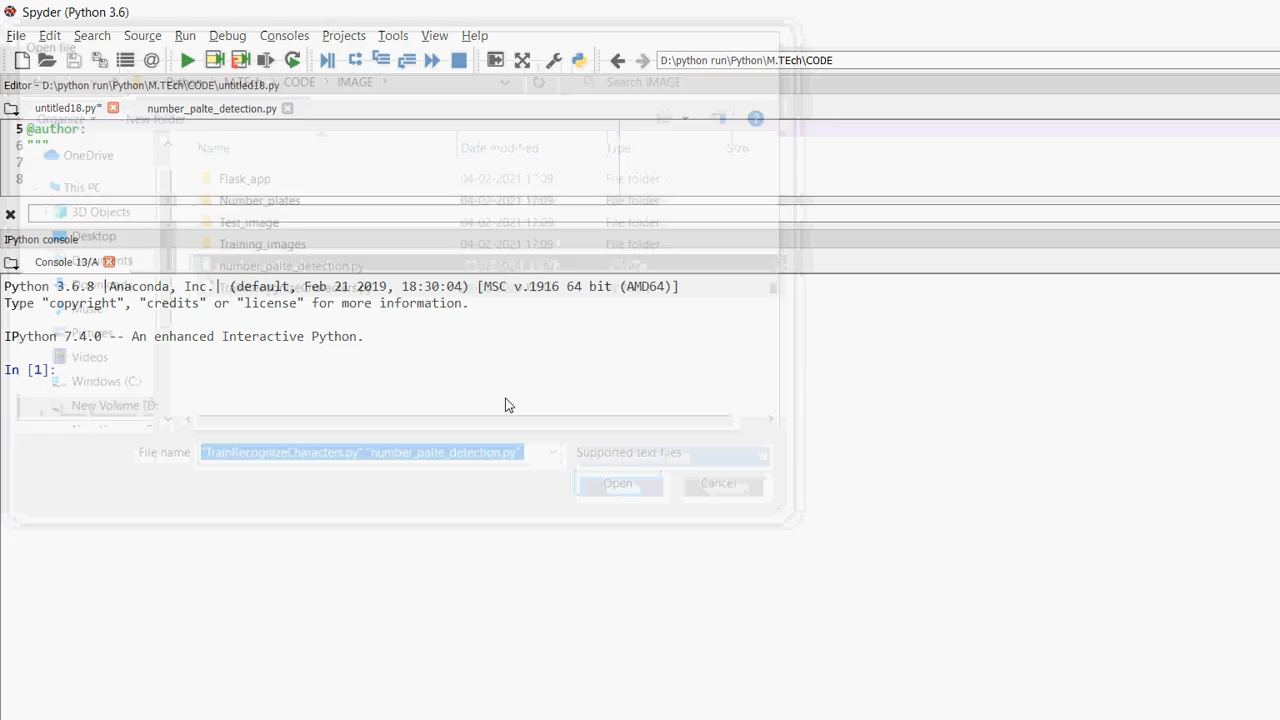 Spyder (Python 3.6)
File Edit Search Source Run Debug Consoles Projects Tools View Help
Open file
D:\python run\Python\M.TEch\CODE
Python M.TEch CODE IMAGE Search IMAGE
Editor - D:\python run\Python\M.TEch\CODE\untitled18.py
untitled18.py* number_palte_detection.py
Organize New folder
5 @author:
6 """
7
8
OneDrive
This PC
3D Objects
Desktop
Music
Pictures
Videos
Windows (C:)
New Volume (D:
Name Date modified Type Size
Flask_app 04-02-2021 17:09 File folder
Number_plates 04-02-2021 17:09 File folder
Test_image 04-02-2021 17:09 File folder
Training_images 04-02-2021 17:09 File folder
number_palte_detection.py
IPython console
Console 13/A
Python 3.6.8 |Anaconda, Inc.| (default, Feb 21 2019, 18:30:04) [MSC v.1916 64 bit (AMD64)]
Type "copyright", "credits" or "license" for more information.
IPython 7.4.0 -- An enhanced Interactive Python.
In [1]:
File name "TrainRecognizeCharacters.py" "number_palte_detection.py" Supported text files
Open Cancel